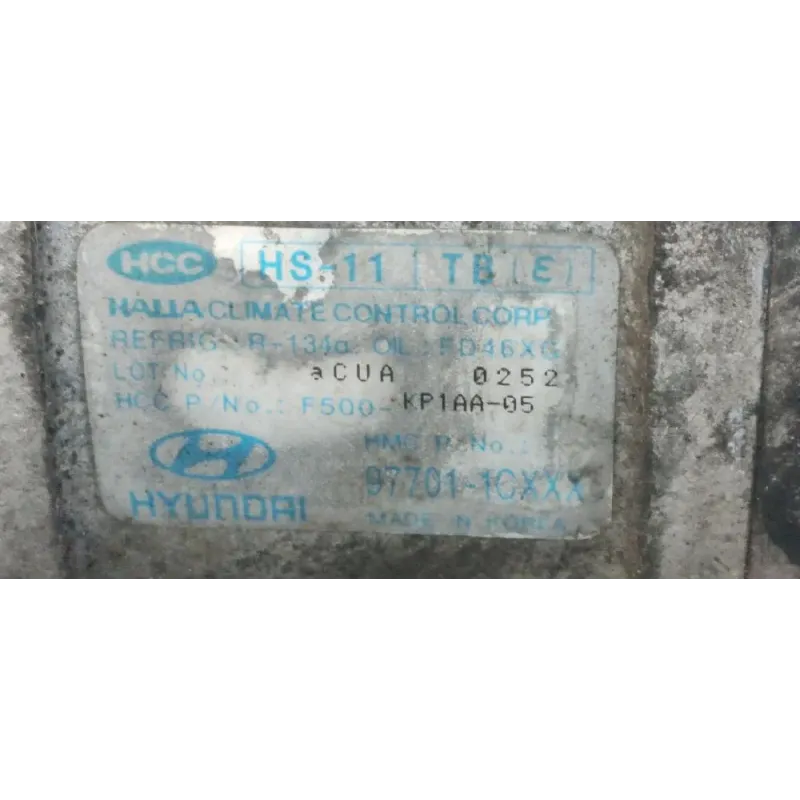 HCC HS-11 TB E
HALLA CLIMATE CONTROL CORP
REFRIG R-134a OIL : FD46XG
LOT No : aCUA 0252
HCC P/No.: F500-KP1AA-05
HMC P/No.:
HYUNDAI 97701-1CXXX
MADE IN KOREA